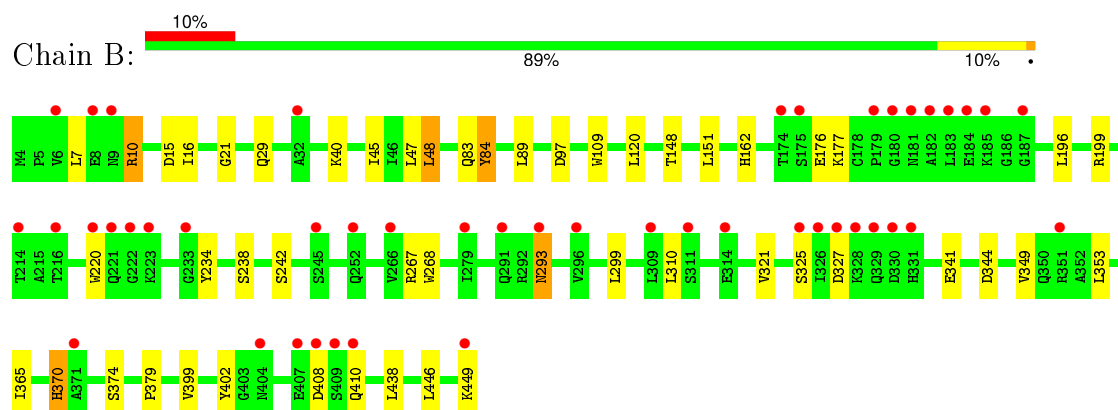 10%
Chain B:
89% 10% •
M4 P5 V6 L7 E8 N9 R10 D15 I16 G21 Q29 A32 K40 I45 I46 L47 L48 Q83 Y84 L89 D97 W109 L120 T148 L151 H162 T174 S175 E176 K177 C178 P179 G180 N181 A182 L183 E184 K185 G186 G187 L196 R199
T214 A215 T216 W220 Q221 G222 K223 G233 Y234 S238 S242 S245 Q252 V266 R267 W268 I279 Q291 R292 N293 V296 L299 L309 L310 S311 E314 V321 S325 I326 D327 K328 Q329 D330 H331 E341 D344 V349 Q350 R351 A352 L353
I365 H370 A371 S374 P379 V399 Y402 G403 N404 E407 D408 S409 Q410 L438 L446 K449